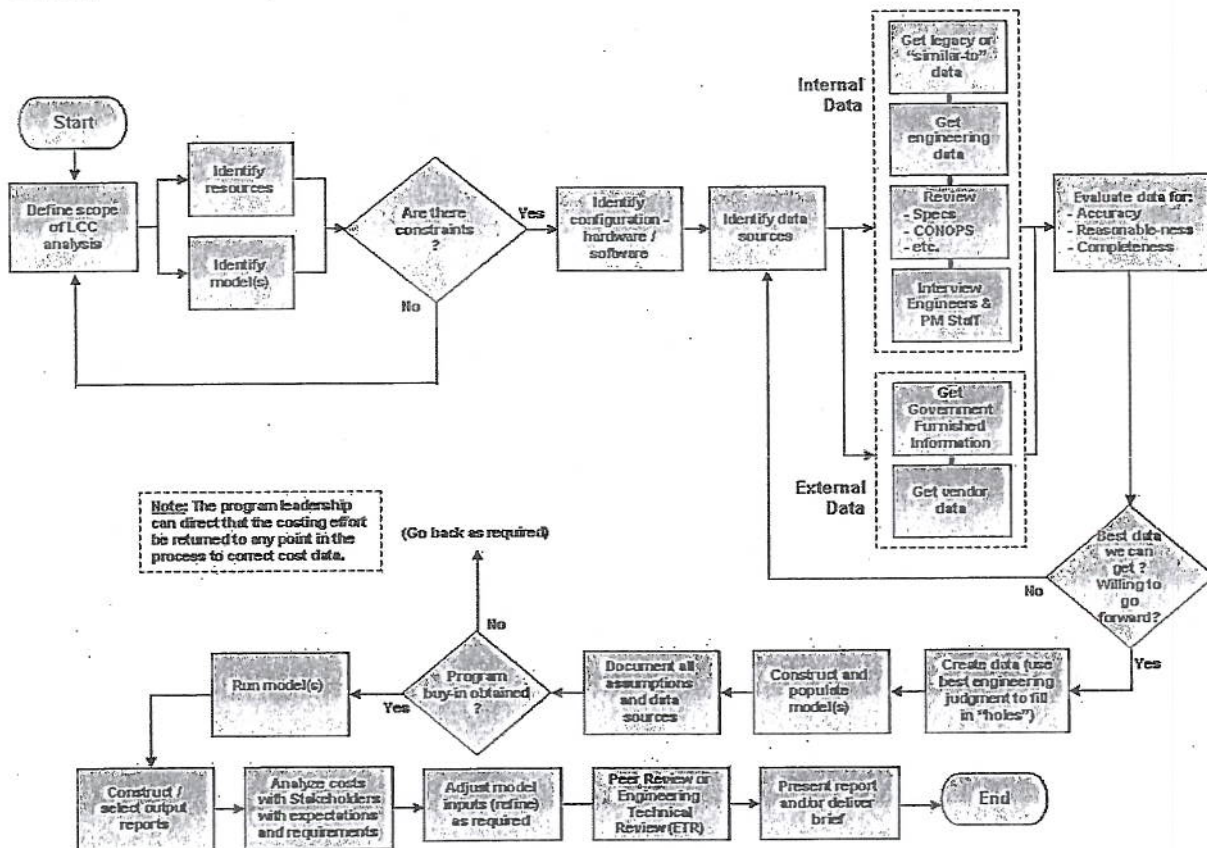 Start
Define scope
of LCC
analysis
Identify
resources
Identify
model(s)
Are there
constraints
?
Yes
No
Identify
configuration -
hardware /
software
Identify data
sources
Internal
Data
Get legacy or
"similar-to"
data
Get
engineering
data
Review
- Specs
- CONOPS
- etc.
Interview
Engineers &
PM Staff
External
Data
Get
Government
Furnished
Information
Get vendor
data
Evaluate data for:
- Accuracy
- Reasonable-ness
- Completeness
Best data
we can
get ?
Willing to
go
forward?
No
Yes
Note: The program leadership
can direct that the costing effort
be returned to any point in the
process to correct cost data.
(Go back as required)
No
Create data (use
best engineering
judgment to fill
in "holes")
Construct and
populate
model(s)
Document all
assumptions
and data
sources
Program
buy-in obtained
?
Yes
Run model(s)
Construct /
select output
reports
Analyze costs
with Stakeholders
with expectations
and requirements
Adjust model
inputs (refine)
as required
Peer Review or
Engineering
Technical
Review (ETR)
Present report
and/or deliver
brief
End